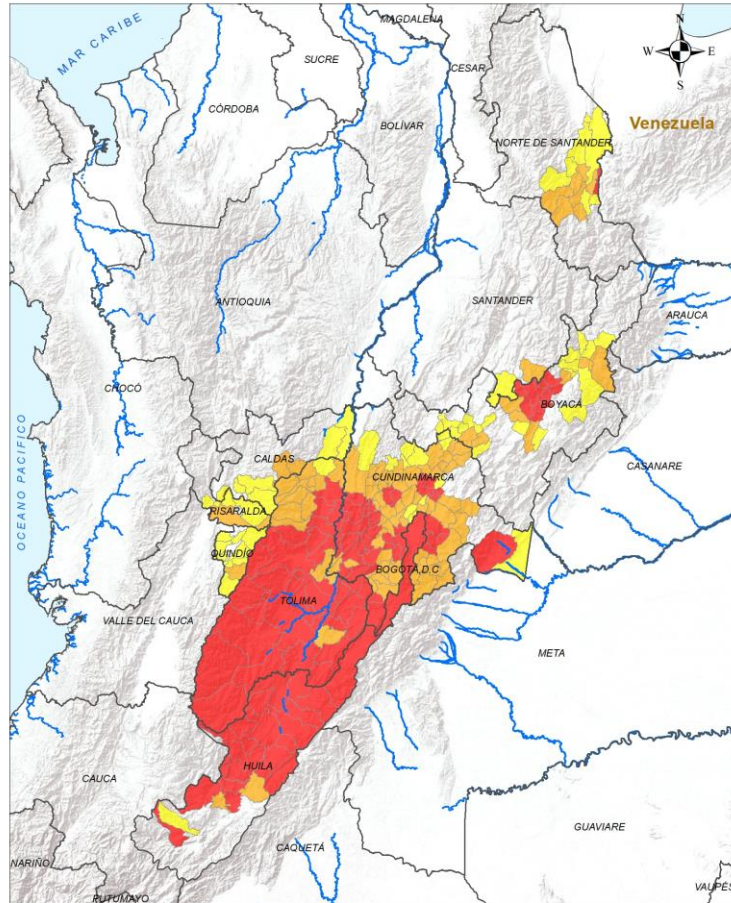 MAGDALENA
MAR CARIBE
SUCRE
CESAR
N
W
E
S
CÓRDOBA
BOLÍVAR
Venezuela
NORTE DE SANTANDER
ANTIOQUIA
SANTANDER
ARAUCA
CHOCÓ
BOYACÁ
OCEANO PACIFICO
CALDAS
CUNDINAMARCA
CASANARE
RISARALDA
QUINDÍO
BOGOTÁ, D.C
TOLIMA
VALLE DEL CAUCA
META
HUILA
CAUCA
GUAVIARE
CAQUETÁ
NARIÑO
PUTUMAYO
VAUPÉS